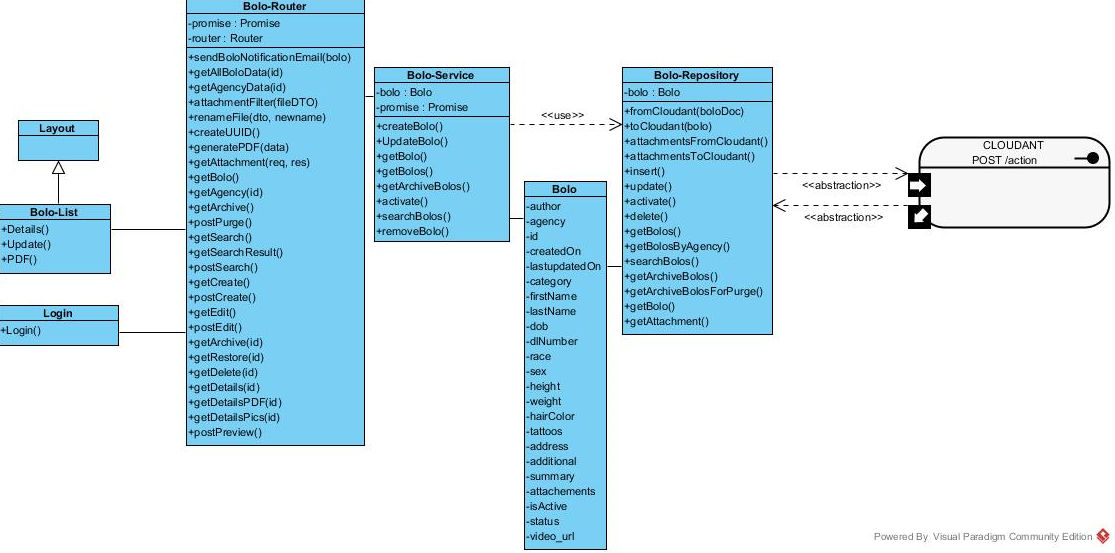 Layout
Bolo-List
+Details()
+Update()
+PDF()
Login
+Login()
Bolo-Router
-promise : Promise
-router : Router
+sendBoloNotificationEmail(bolo)
+getAllBoloData(id)
+getAgencyData(id)
+attachmentFilter(fileDTO)
+renameFile(dto, newname)
+createUUID()
+generatePDF(data)
+getAttachment(req, res)
+getBolo()
+getAgency(id)
+getArchive()
+postPurge()
+getSearch()
+getSearchResult()
+postSearch()
+getCreate()
+postCreate()
+getEdit()
+postEdit()
+getArchive(id)
+getRestore(id)
+getDelete(id)
+getDetails(id)
+getDetailsPDF(id)
+getDetailsPics(id)
+postPreview()
Bolo-Service
-bolo : Bolo
-promise : Promise
+createBolo()
+UpdateBolo()
+getBolo()
+getBolos()
+getArchiveBolos()
+activate()
+searchBolos()
+removeBolo()
<<use>>
Bolo
-author
-agency
-id
-createdOn
-lastupdatedOn
-category
-firstName
-lastName
-dob
-dlNumber
-race
-sex
-height
-weight
-hairColor
-tattoos
-address
-additional
-summary
-attachements
-isActive
-status
-video_url
Bolo-Repository
-bolo : Bolo
+fromCloudant(boloDoc)
+toCloudant(bolo)
+attachmentsFromCloudant()
+attachmentsToCloudant()
+insert()
+update()
+activate()
+delete()
+getBolos()
+getBolosByAgency()
+searchBolos()
+getArchiveBolos()
+getArchiveBolosForPurge()
+getBolo()
+getAttachment()
<<abstraction>>
<<abstraction>>
CLOUDANT
POST /action
Powered By Visual Paradigm Community Edition